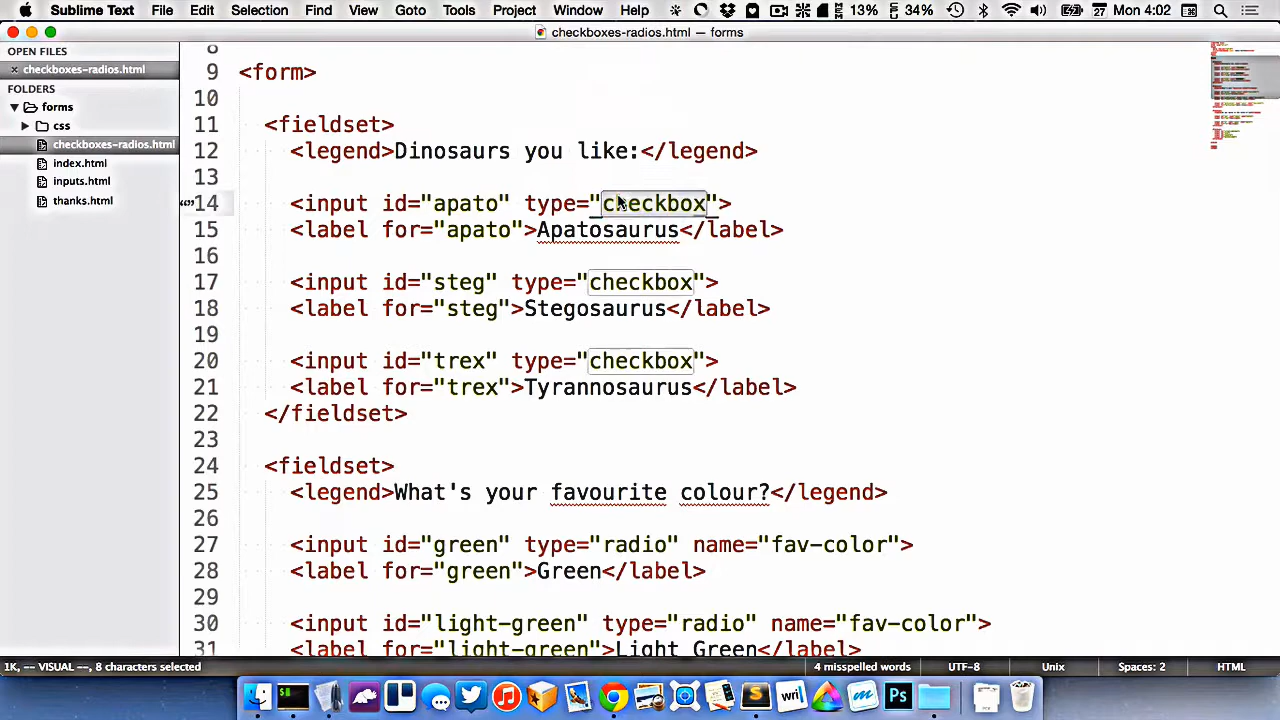 Sublime Text File Edit Selection Find View Goto Tools Project Window Help 13% 34% Mon 4:02
checkboxes-radios.html — forms
OPEN FILES
checkboxes-radios.html
FOLDERS
forms
css
checkboxes-radios.html
index.html
inputs.html
thanks.html
8
9 <form>
10
11 <fieldset>
12 <legend>Dinosaurs you like:</legend>
13
14 <input id="apato" type="checkbox">
15 <label for="apato">Apatosaurus</label>
16
17 <input id="steg" type="checkbox">
18 <label for="steg">Stegosaurus</label>
19
20 <input id="trex" type="checkbox">
21 <label for="trex">Tyrannosaurus</label>
22 </fieldset>
23
24 <fieldset>
25 <legend>What's your favourite colour?</legend>
26
27 <input id="green" type="radio" name="fav-color">
28 <label for="green">Green</label>
29
30 <input id="light-green" type="radio" name="fav-color">
31 <label for="light-green">Light Green</label>
1K, -- VISUAL --, 8 characters selected 4 misspelled words UTF-8 Unix Spaces: 2 HTML
wri Ps